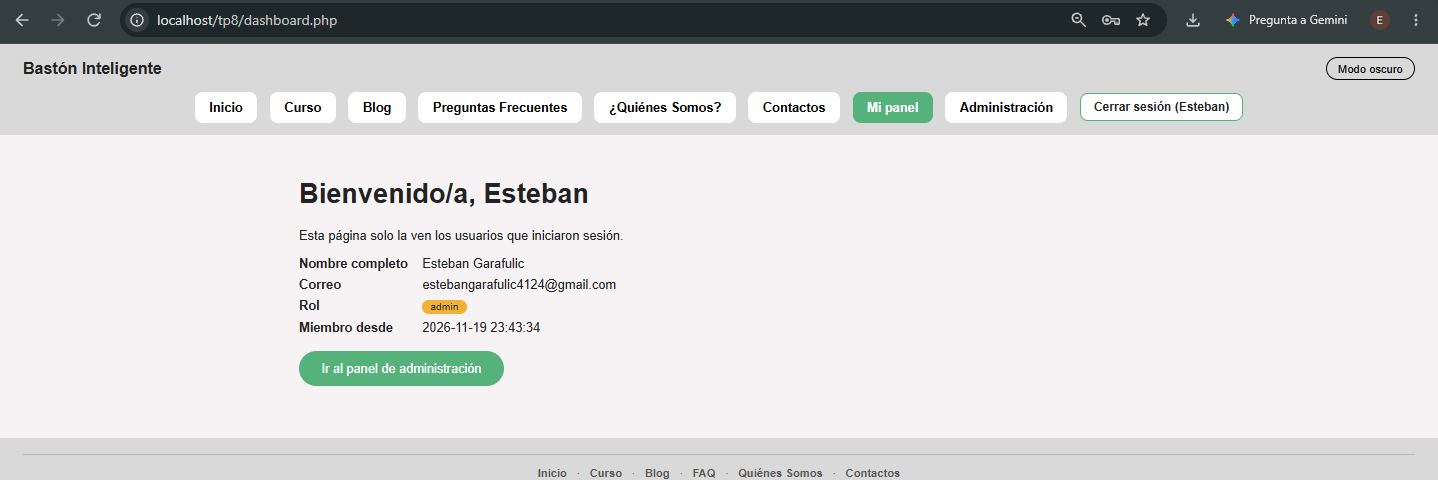 localhost/tp8/dashboard.php
Pregunta a Gemini
E
Bastón Inteligente
Modo oscuro
Inicio Curso Blog Preguntas Frecuentes ¿Quiénes Somos? Contactos Mi panel Administración Cerrar sesión (Esteban)
Bienvenido/a, Esteban
Esta página solo la ven los usuarios que iniciaron sesión.
Nombre completo Esteban Garafulic
Correo estebangarafulic4124@gmail.com
Rol admin
Miembro desde 2026-11-19 23:43:34
Ir al panel de administración
Inicio · Curso · Blog · FAQ · Quiénes Somos · Contactos